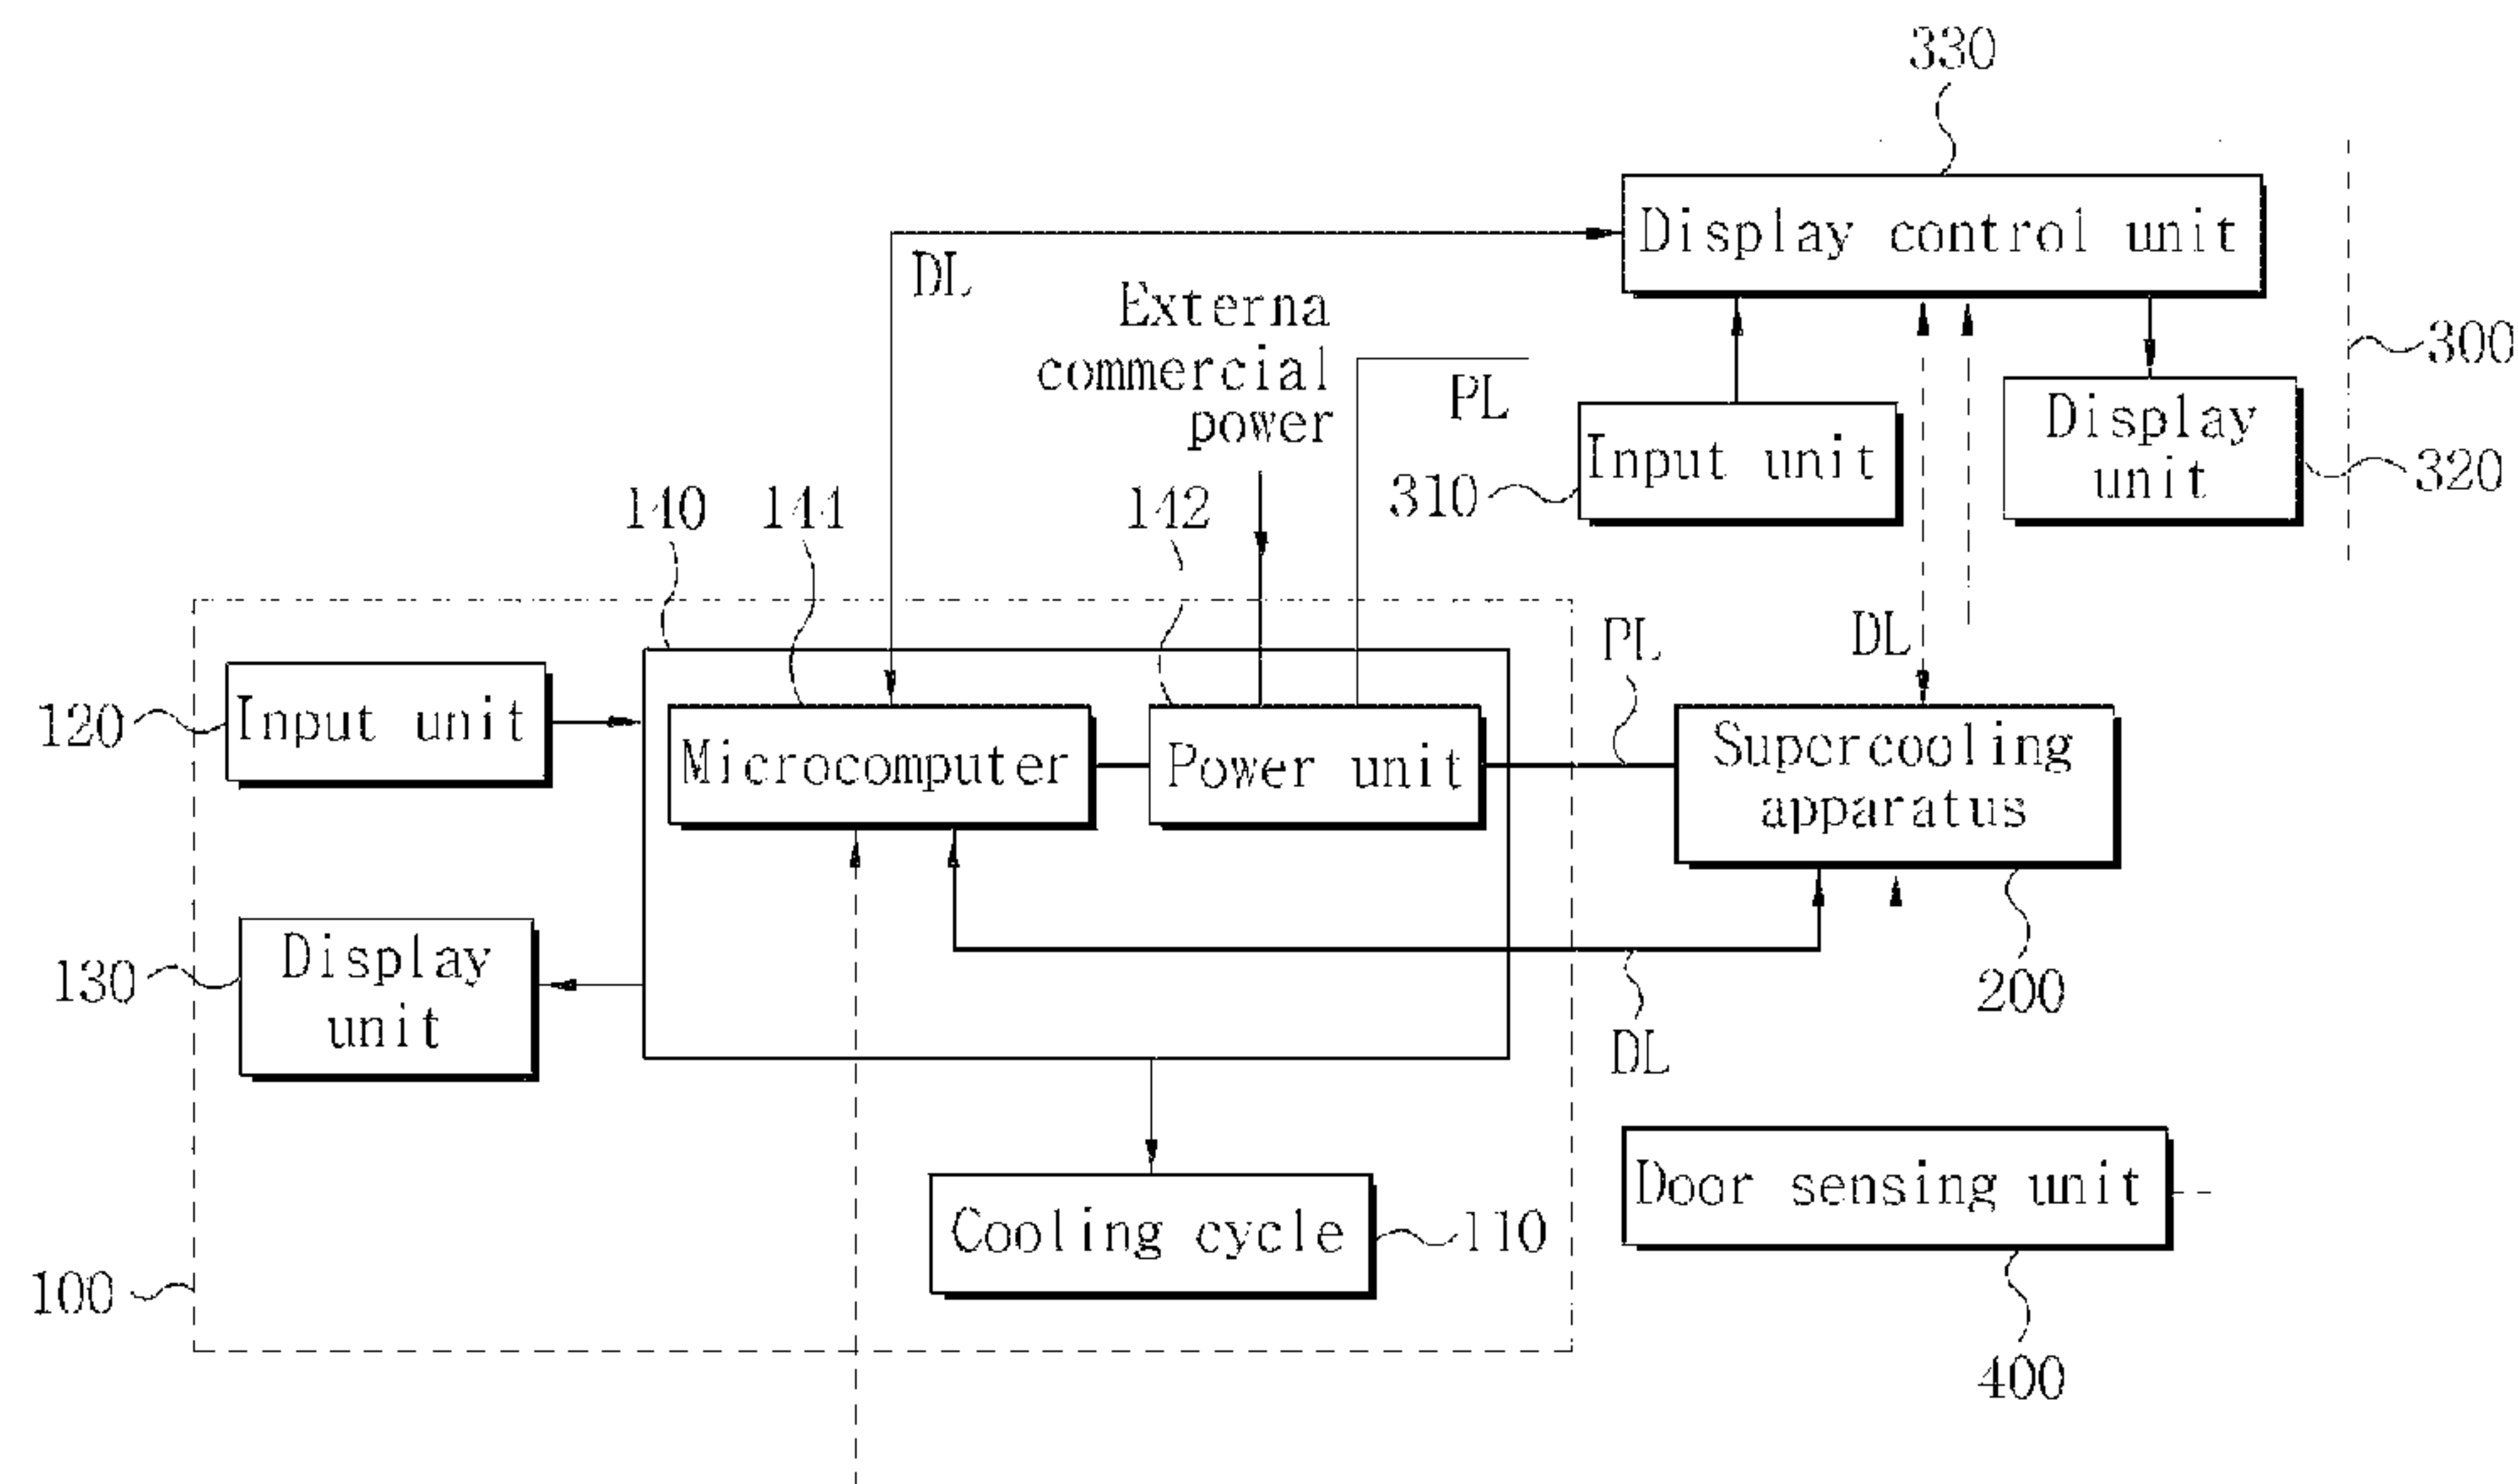 330
Display control unit
DL
Externa
commercial
power
PL
300
Input unit
310
Display
unit
320
140
144
142
PL
DL
120
Input unit
Microcomputer
Power unit
Supercooling
apparatus
130
Display
unit
200
DL
Door sensing unit
Cooling cycle
110
100
400